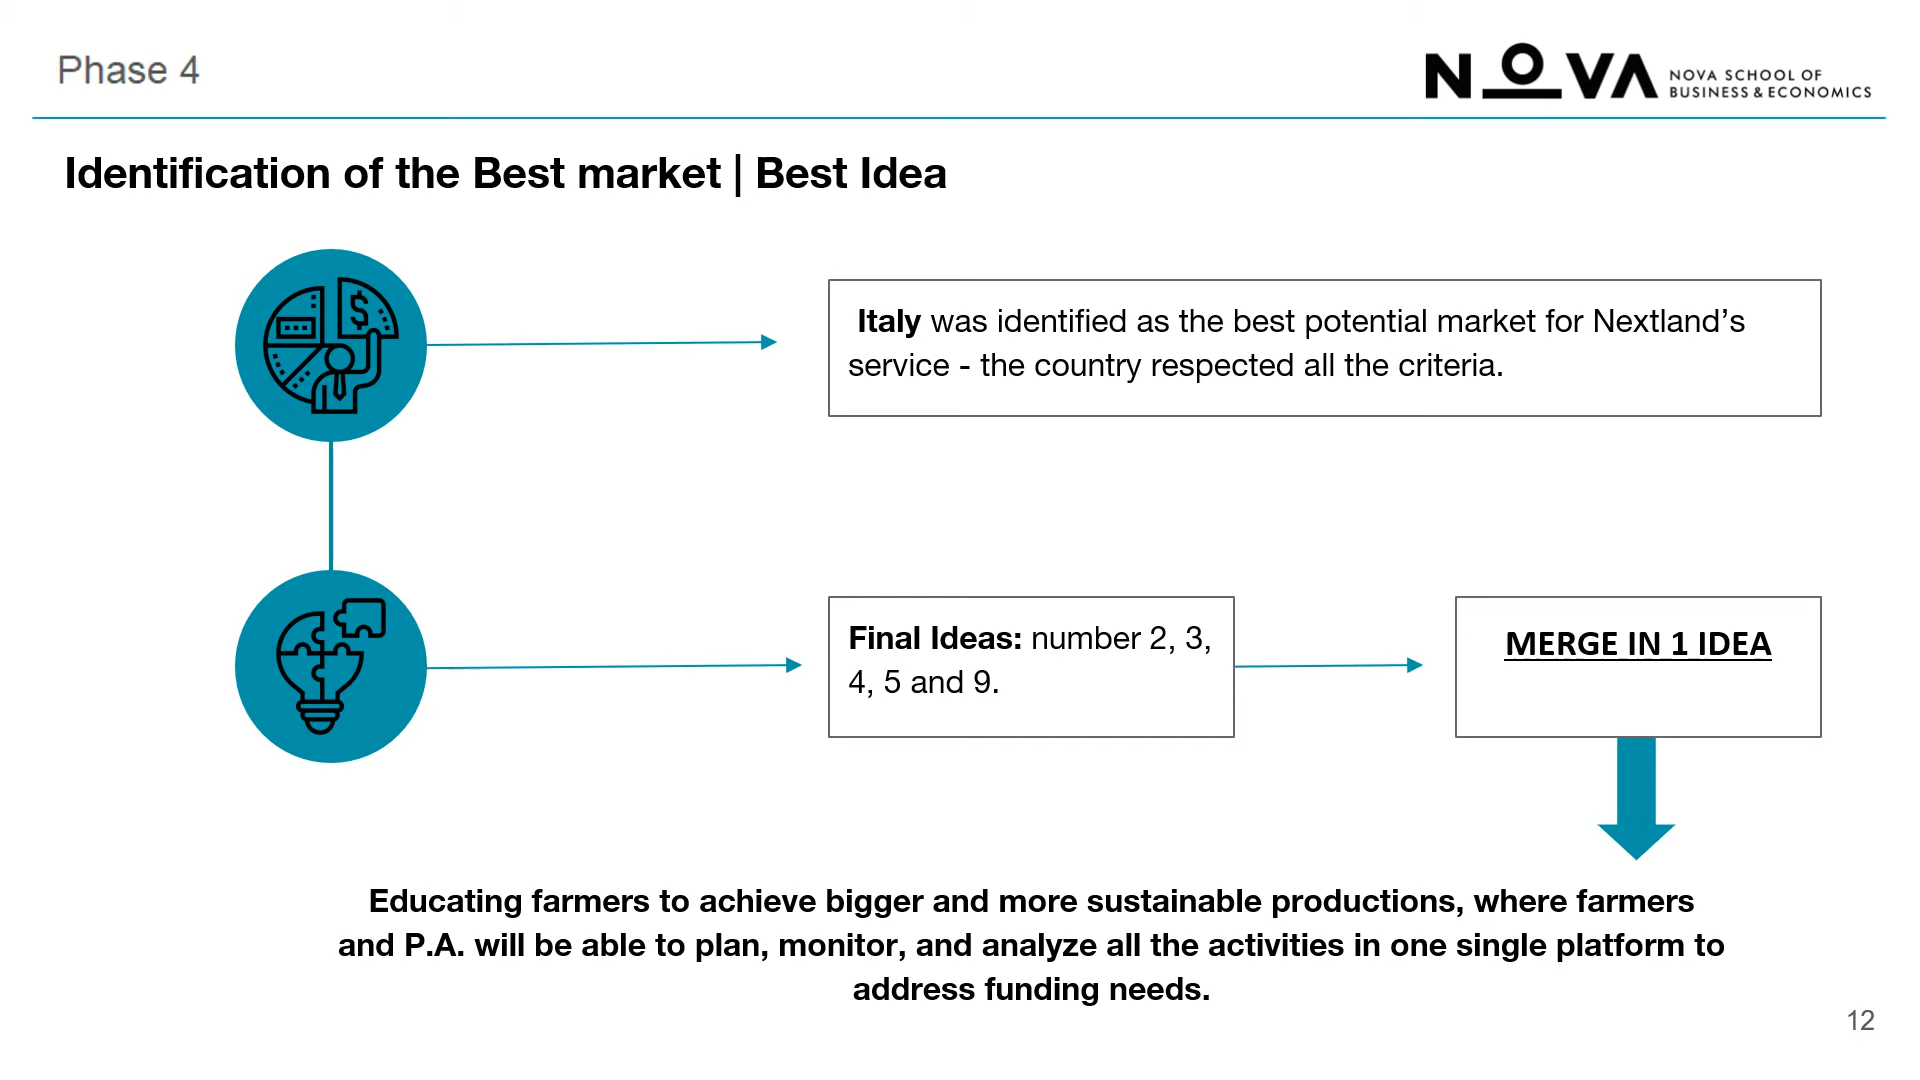 Phase 4
NOVA
NOVA SCHOOL OF
BUSINESS & ECONOMICS
Identification of the Best market | Best Idea
$
Italy was identified as the best potential market for Nextland’s
service - the country respected all the criteria.
Final Ideas: number 2, 3,
4, 5 and 9.
MERGE IN 1 IDEA
Educating farmers to achieve bigger and more sustainable productions, where farmers
and P.A. will be able to plan, monitor, and analyze all the activities in one single platform to
address funding needs.
12